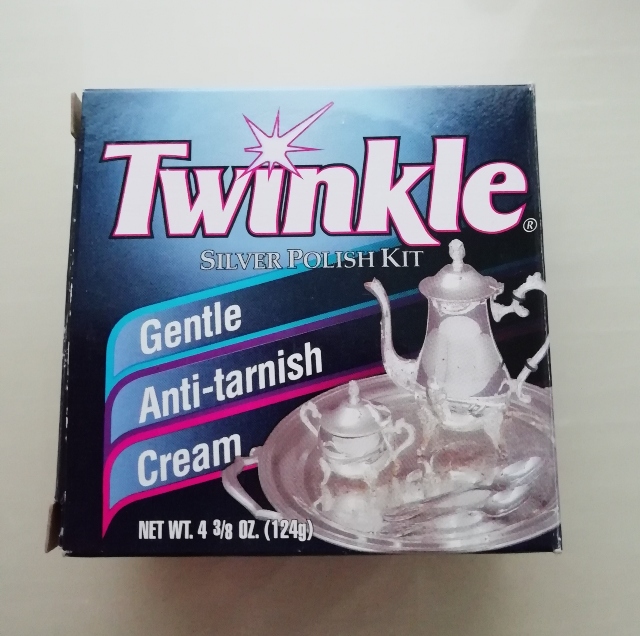 Twinkle®
SILVER POLISH KIT
Gentle
Anti-tarnish
Cream
NET WT. 4 3/8 OZ. (124g)